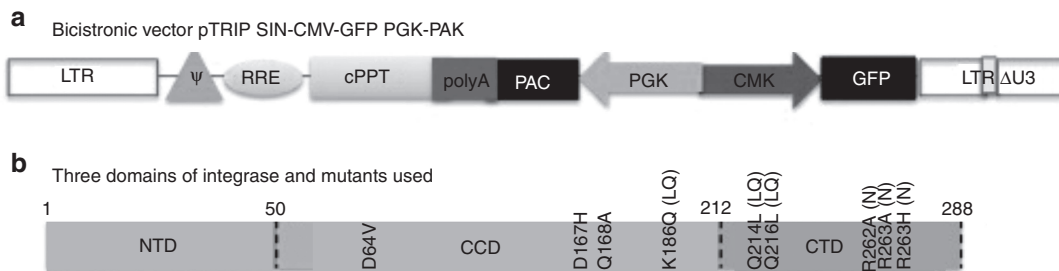 a
Bicistronic vector pTRIP SIN-CMV-GFP PGK-PAK
LTR ψ RRE cPPT polyA PAC PGK CMK GFP LTR ΔU3
b
Three domains of integrase and mutants used
1 50 212 288
NTD D64V CCD D167H Q168A K186Q (LQ) Q214L (LQ) Q216L (LQ) CTD R262A (N) R263A (N) R263H (N)